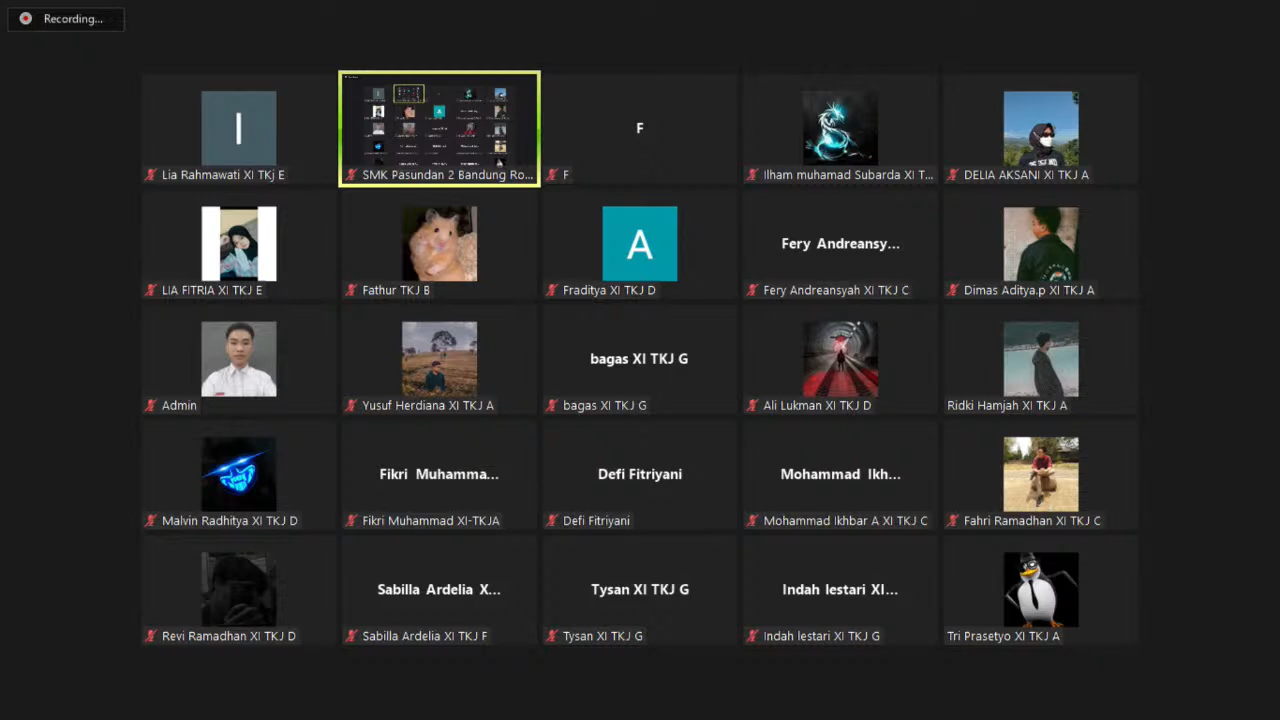 Recording...
I
Lia Rahmawati XI TKj E
SMK Pasundan 2 Bandung Ro...
F
F
Ilham muhamad Subarda XI T...
DELIA AKSANI XI TKJ A
LIA FITRIA XI TKJ E
Fathur TKJ B
A
Fraditya XI TKJ D
Fery Andreansy...
Fery Andreansyah XI TKJ C
Dimas Aditya.p XI TKJ A
Admin
Yusuf Herdiana XI TKJ A
bagas XI TKJ G
bagas XI TKJ G
Ali Lukman XI TKJ D
Ridki Hamjah XI TKJ A
Malvin Radhitya XI TKJ D
Fikri Muhamma...
Fikri Muhammad XI-TKJA
Defi Fitriyani
Defi Fitriyani
Mohammad Ikh...
Mohammad Ikhbar A XI TKJ C
Fahri Ramadhan XI TKJ C
Revi Ramadhan XI TKJ D
Sabilla Ardelia X...
Sabilla Ardelia XI TKJ F
Tysan XI TKJ G
Tysan XI TKJ G
Indah lestari XI...
Indah lestari XI TKJ G
Tri Prasetyo XI TKJ A